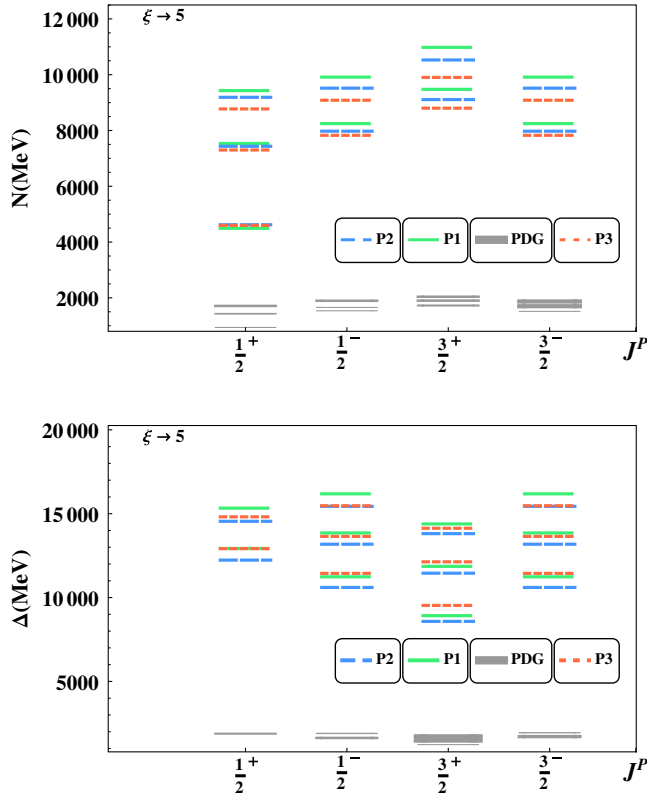 ξ → 5
12 000
10 000
8000
6000
4000
2000
N(MeV)
P2 P1 PDG P3
1/2 + 1/2 − 3/2 + 3/2 − J^P
ξ → 5
20 000
15 000
10 000
5000
Δ(MeV)
P2 P1 PDG P3
1/2 + 1/2 − 3/2 + 3/2 − J^P